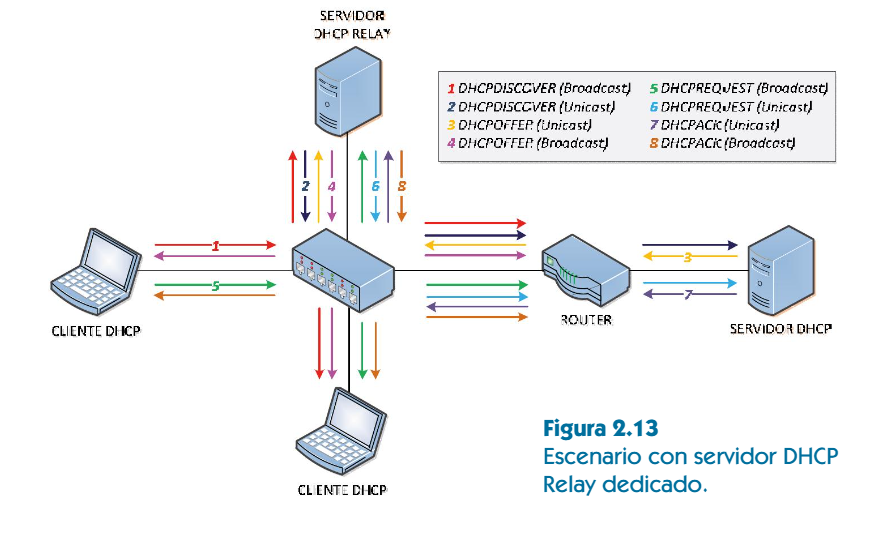 SERVIDOR
DHCP RELAY
1 DHCPDISCOVER (Broadcast)
2 DHCPDISCOVER (Unicast)
3 DHCPOFFER (Unicast)
4 DHCPOFFER (Broadcast)
5 DHCPREQUEST (Broadcast)
6 DHCPREQUEST (Unicast)
7 DHCPACK (Unicast)
8 DHCPACK (Broadcast)
2 4 6 8
1
3
5
7
CLIENTE DHCP
ROUTER
SERVIDOR DHCP
CLIENTE DHCP
Figura 2.13
Escenario con servidor DHCP
Relay dedicado.